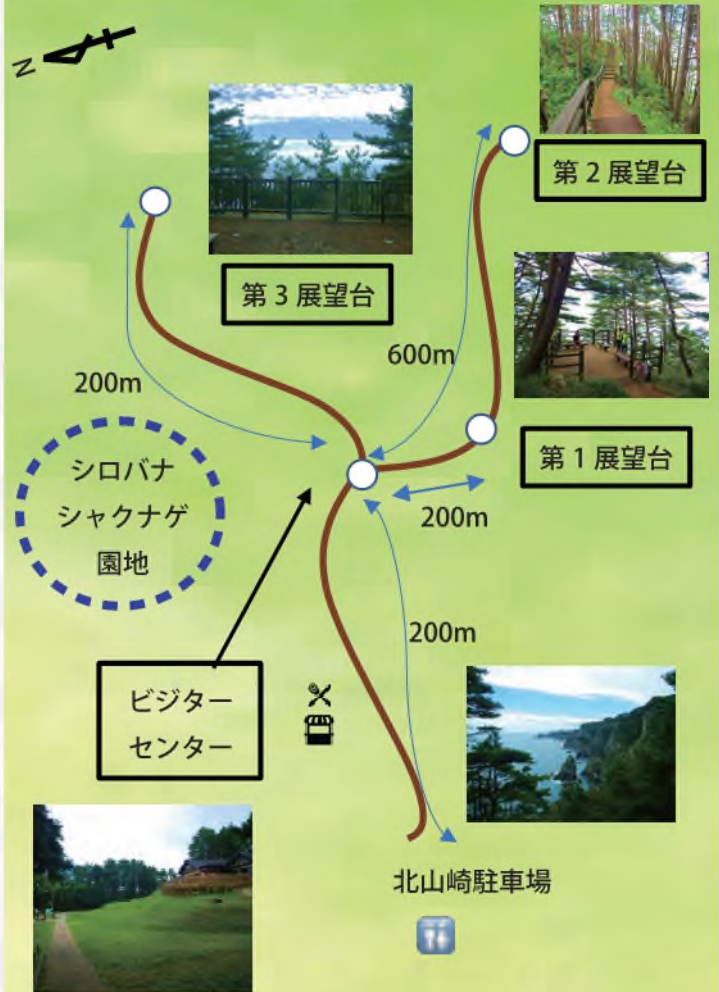 N
第２展望台
第３展望台
600m
200m
第１展望台
シロバナ
シャクナゲ
園地
200m
200m
ビジター
センター
北山崎駐車場